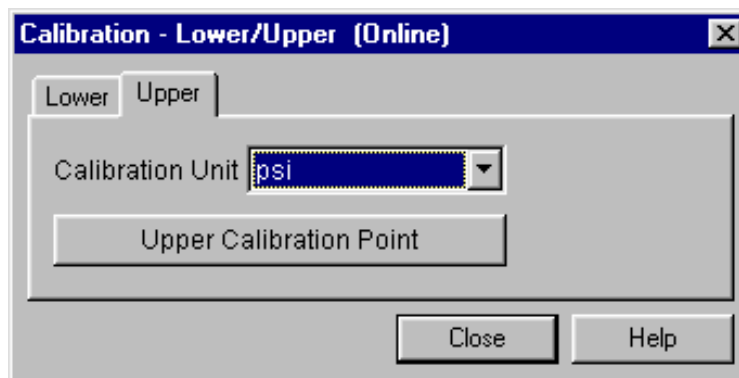 Calibration - Lower/Upper (Online)
Lower Upper
Calibration Unit psi
Upper Calibration Point
Close Help